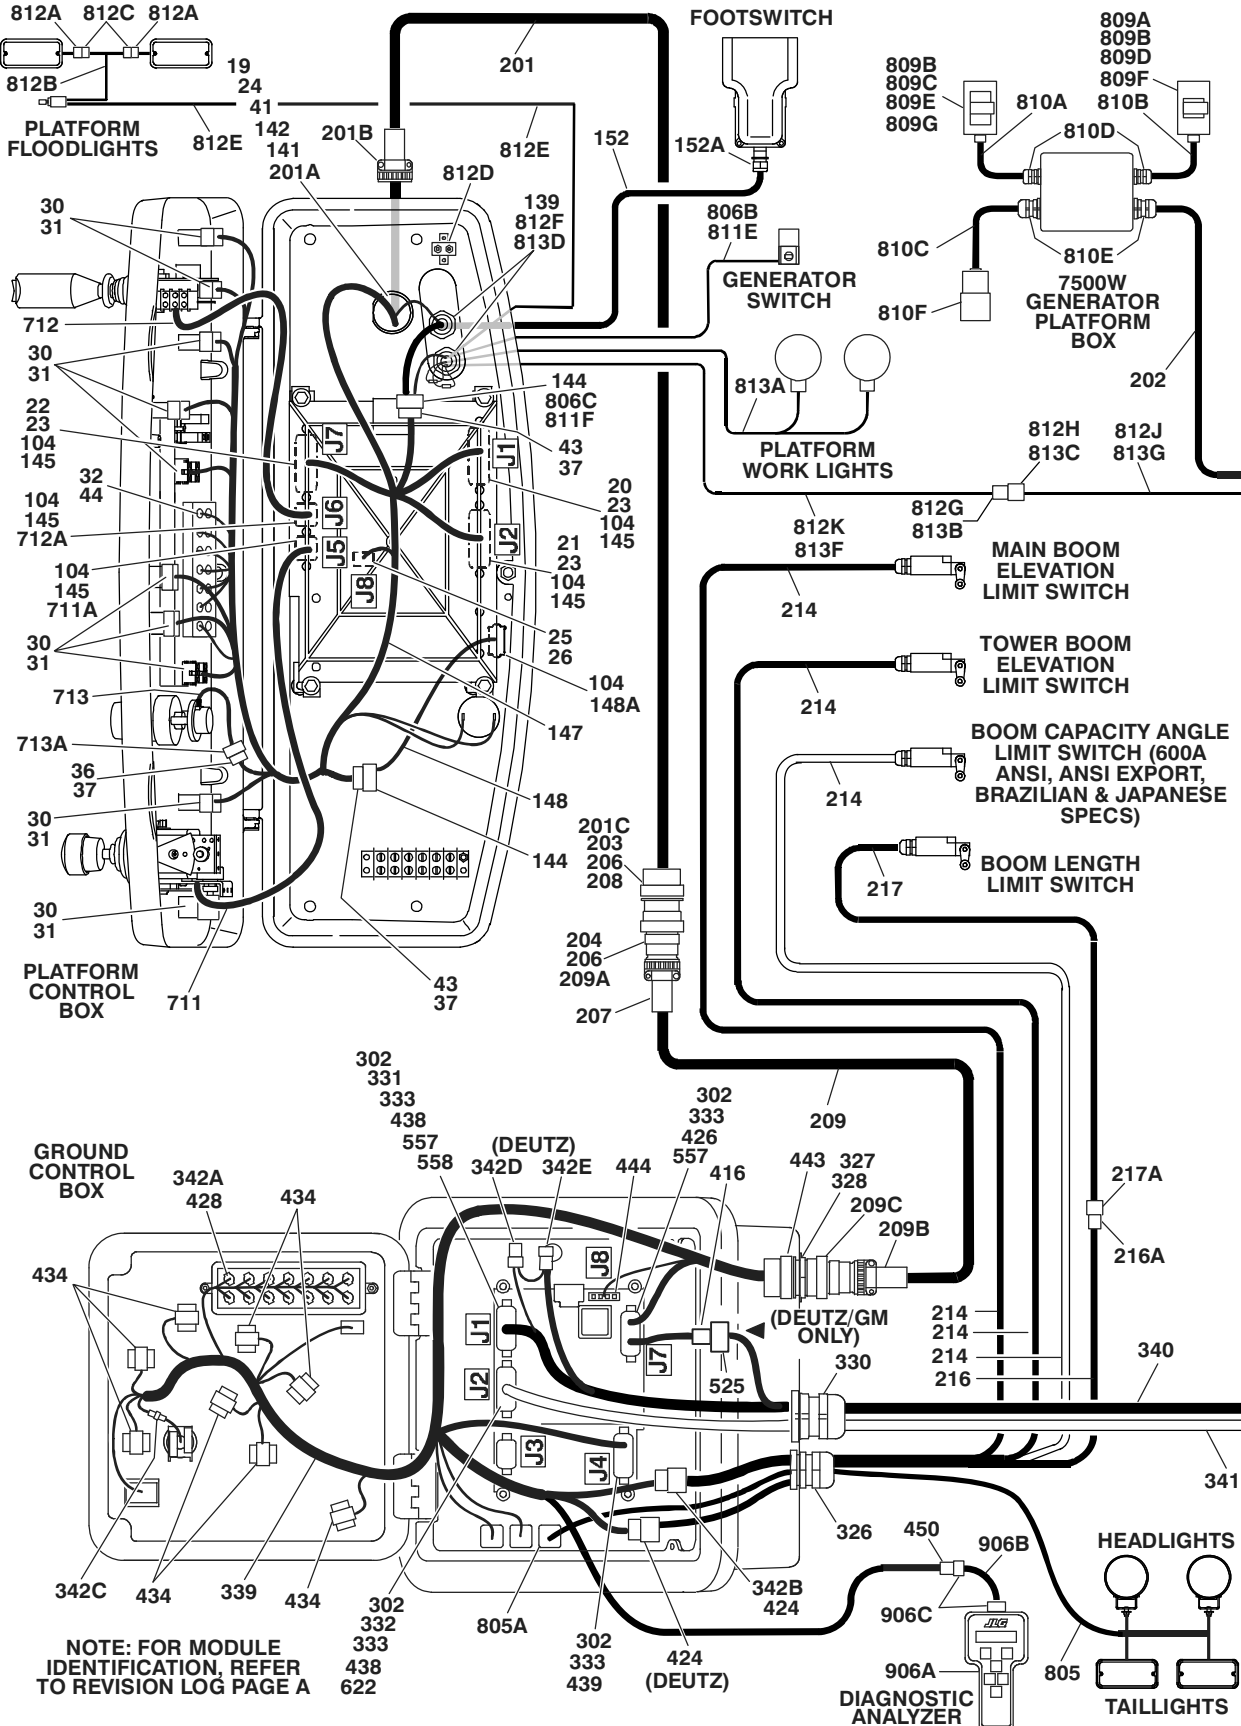 812A 812C 812A
812B
PLATFORM
FLOODLIGHTS
812E
19
24
41
142
141
201A
201B
201
812E
812D
FOOTSWITCH
152
152A
139
812F
813D
806B
811E
GENERATOR
SWITCH
809B
809C
809E
809G
810A
809A
809B
809D
809F
810B
810D
810C
810E
810F
7500W
GENERATOR
PLATFORM
BOX
202
30
31
712
30
31
22
23
104
145
32
44
104
145
712A
104
145
711A
30
31
713
713A
36
37
30
31
30
31
PLATFORM
CONTROL
BOX
711
J7
J6
J5
J8
J1
J2
144
806C
811F
43
37
20
23
104
145
21
23
104
145
25
26
104
148A
147
148
144
43
37
813A
PLATFORM
WORK LIGHTS
812H
813C
812J
813G
812G
813B
812K
813F
214
MAIN BOOM
ELEVATION
LIMIT SWITCH
214
TOWER BOOM
ELEVATION
LIMIT SWITCH
214
BOOM CAPACITY ANGLE
LIMIT SWITCH (600A
ANSI, ANSI EXPORT,
BRAZILIAN & JAPANESE
SPECS)
217
BOOM LENGTH
LIMIT SWITCH
201C
203
206
208
204
206
209A
207
209
302
331
333
438
557
558
(DEUTZ)
342D 342E
444
302
333
426
557
416
443
327
328
209C
209B
217A
216A
GROUND
CONTROL
BOX
342A
428
434
434
J8
J1
J7
J2
J3
J4
(DEUTZ/GM
ONLY)
525
330
214
214
214
216
340
341
326
342C
434
339
434
302
332
333
438
622
805A
302
333
439
424
(DEUTZ)
342B
424
450
906B
906C
906A
JLG
DIAGNOSTIC
ANALYZER
HEADLIGHTS
805
TAILLIGHTS
NOTE: FOR MODULE
IDENTIFICATION, REFER
TO REVISION LOG PAGE A